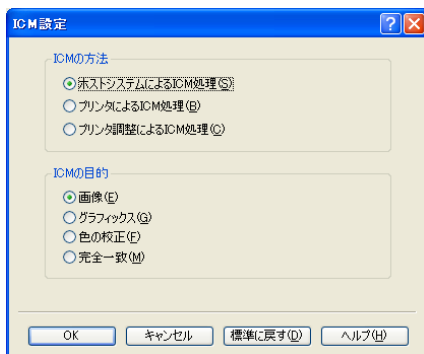 ICM設定
ICMの方法
ホストシステムによるICM処理(S)
プリンタによるICM処理(B)
プリンタ調整によるICM処理(C)
ICMの目的
画像(E)
グラフィックス(G)
色の校正(F)
完全一致(M)
OK キャンセル 標準に戻す(D) ヘルプ(H)